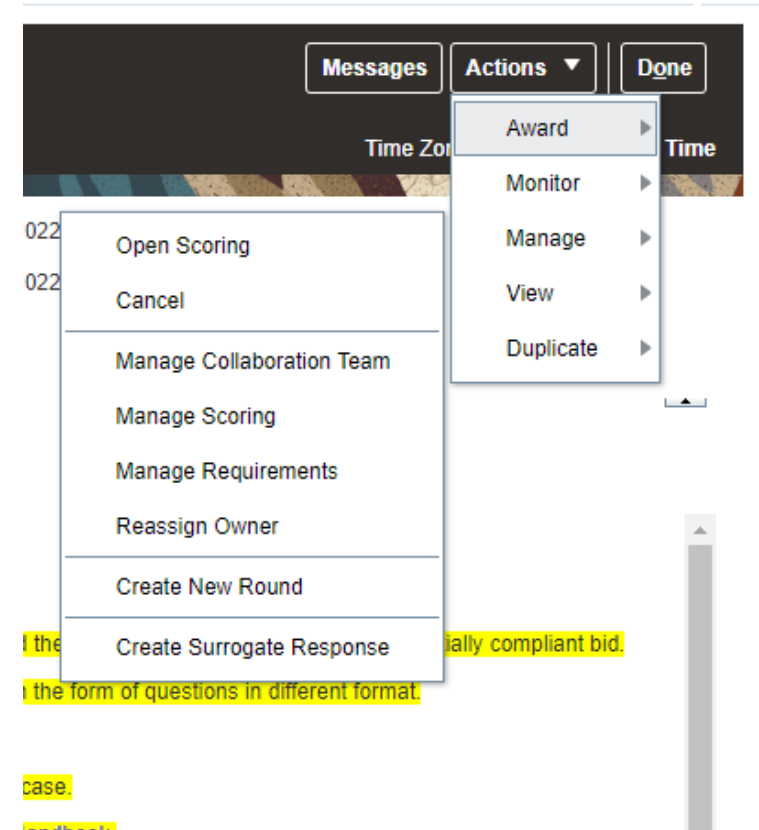 Messages
Actions ▼
Done
Time Zor
Time
Award
Monitor
Manage
View
Duplicate
022
022
Open Scoring
Cancel
Manage Collaboration Team
Manage Scoring
Manage Requirements
Reassign Owner
Create New Round
Create Surrogate Response
the
ially compliant bid.
the form of questions in different format.
case.